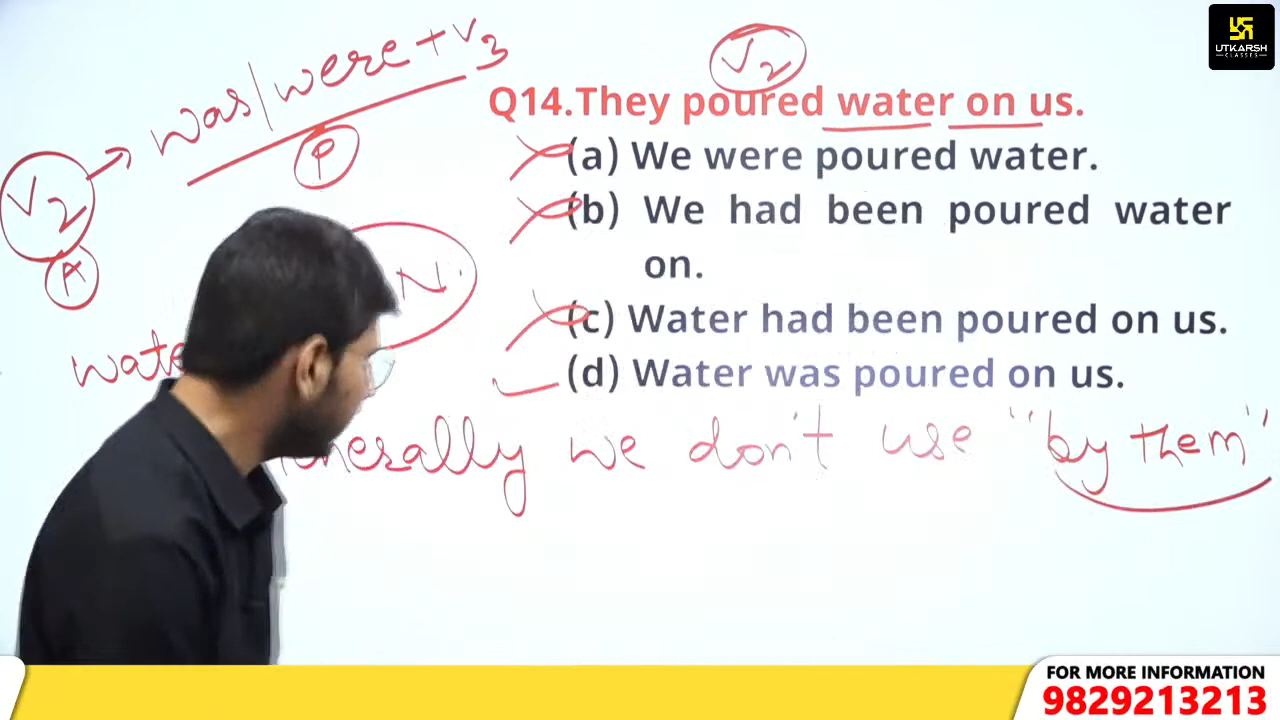 UTKARSH
CLASSES
was/were+V3
V2
P
V2
A
Q14.They poured water on us.
(a) We were poured water.
(b) We had been poured water
on.
(c) Water had been poured on us.
(d) Water was poured on us.
N.
we don't use "by them"
FOR MORE INFORMATION
9829213213